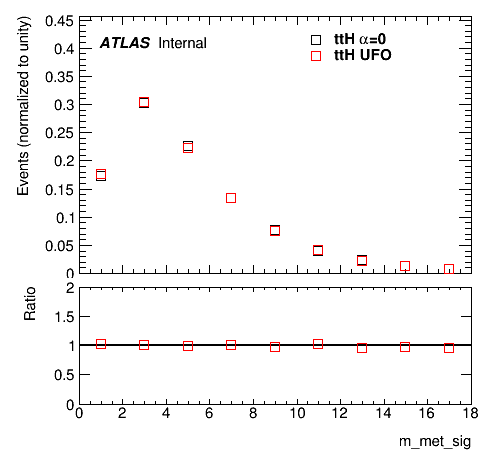 ATLAS Internal
ttH α=0
ttH UFO
Events (normalized to unity)
0.45
0.4
0.35
0.3
0.25
0.2
0.15
0.1
0.05
0
Ratio
2
1.5
1
0.5
0
0 2 4 6 8 10 12 14 16 18
m_met_sig